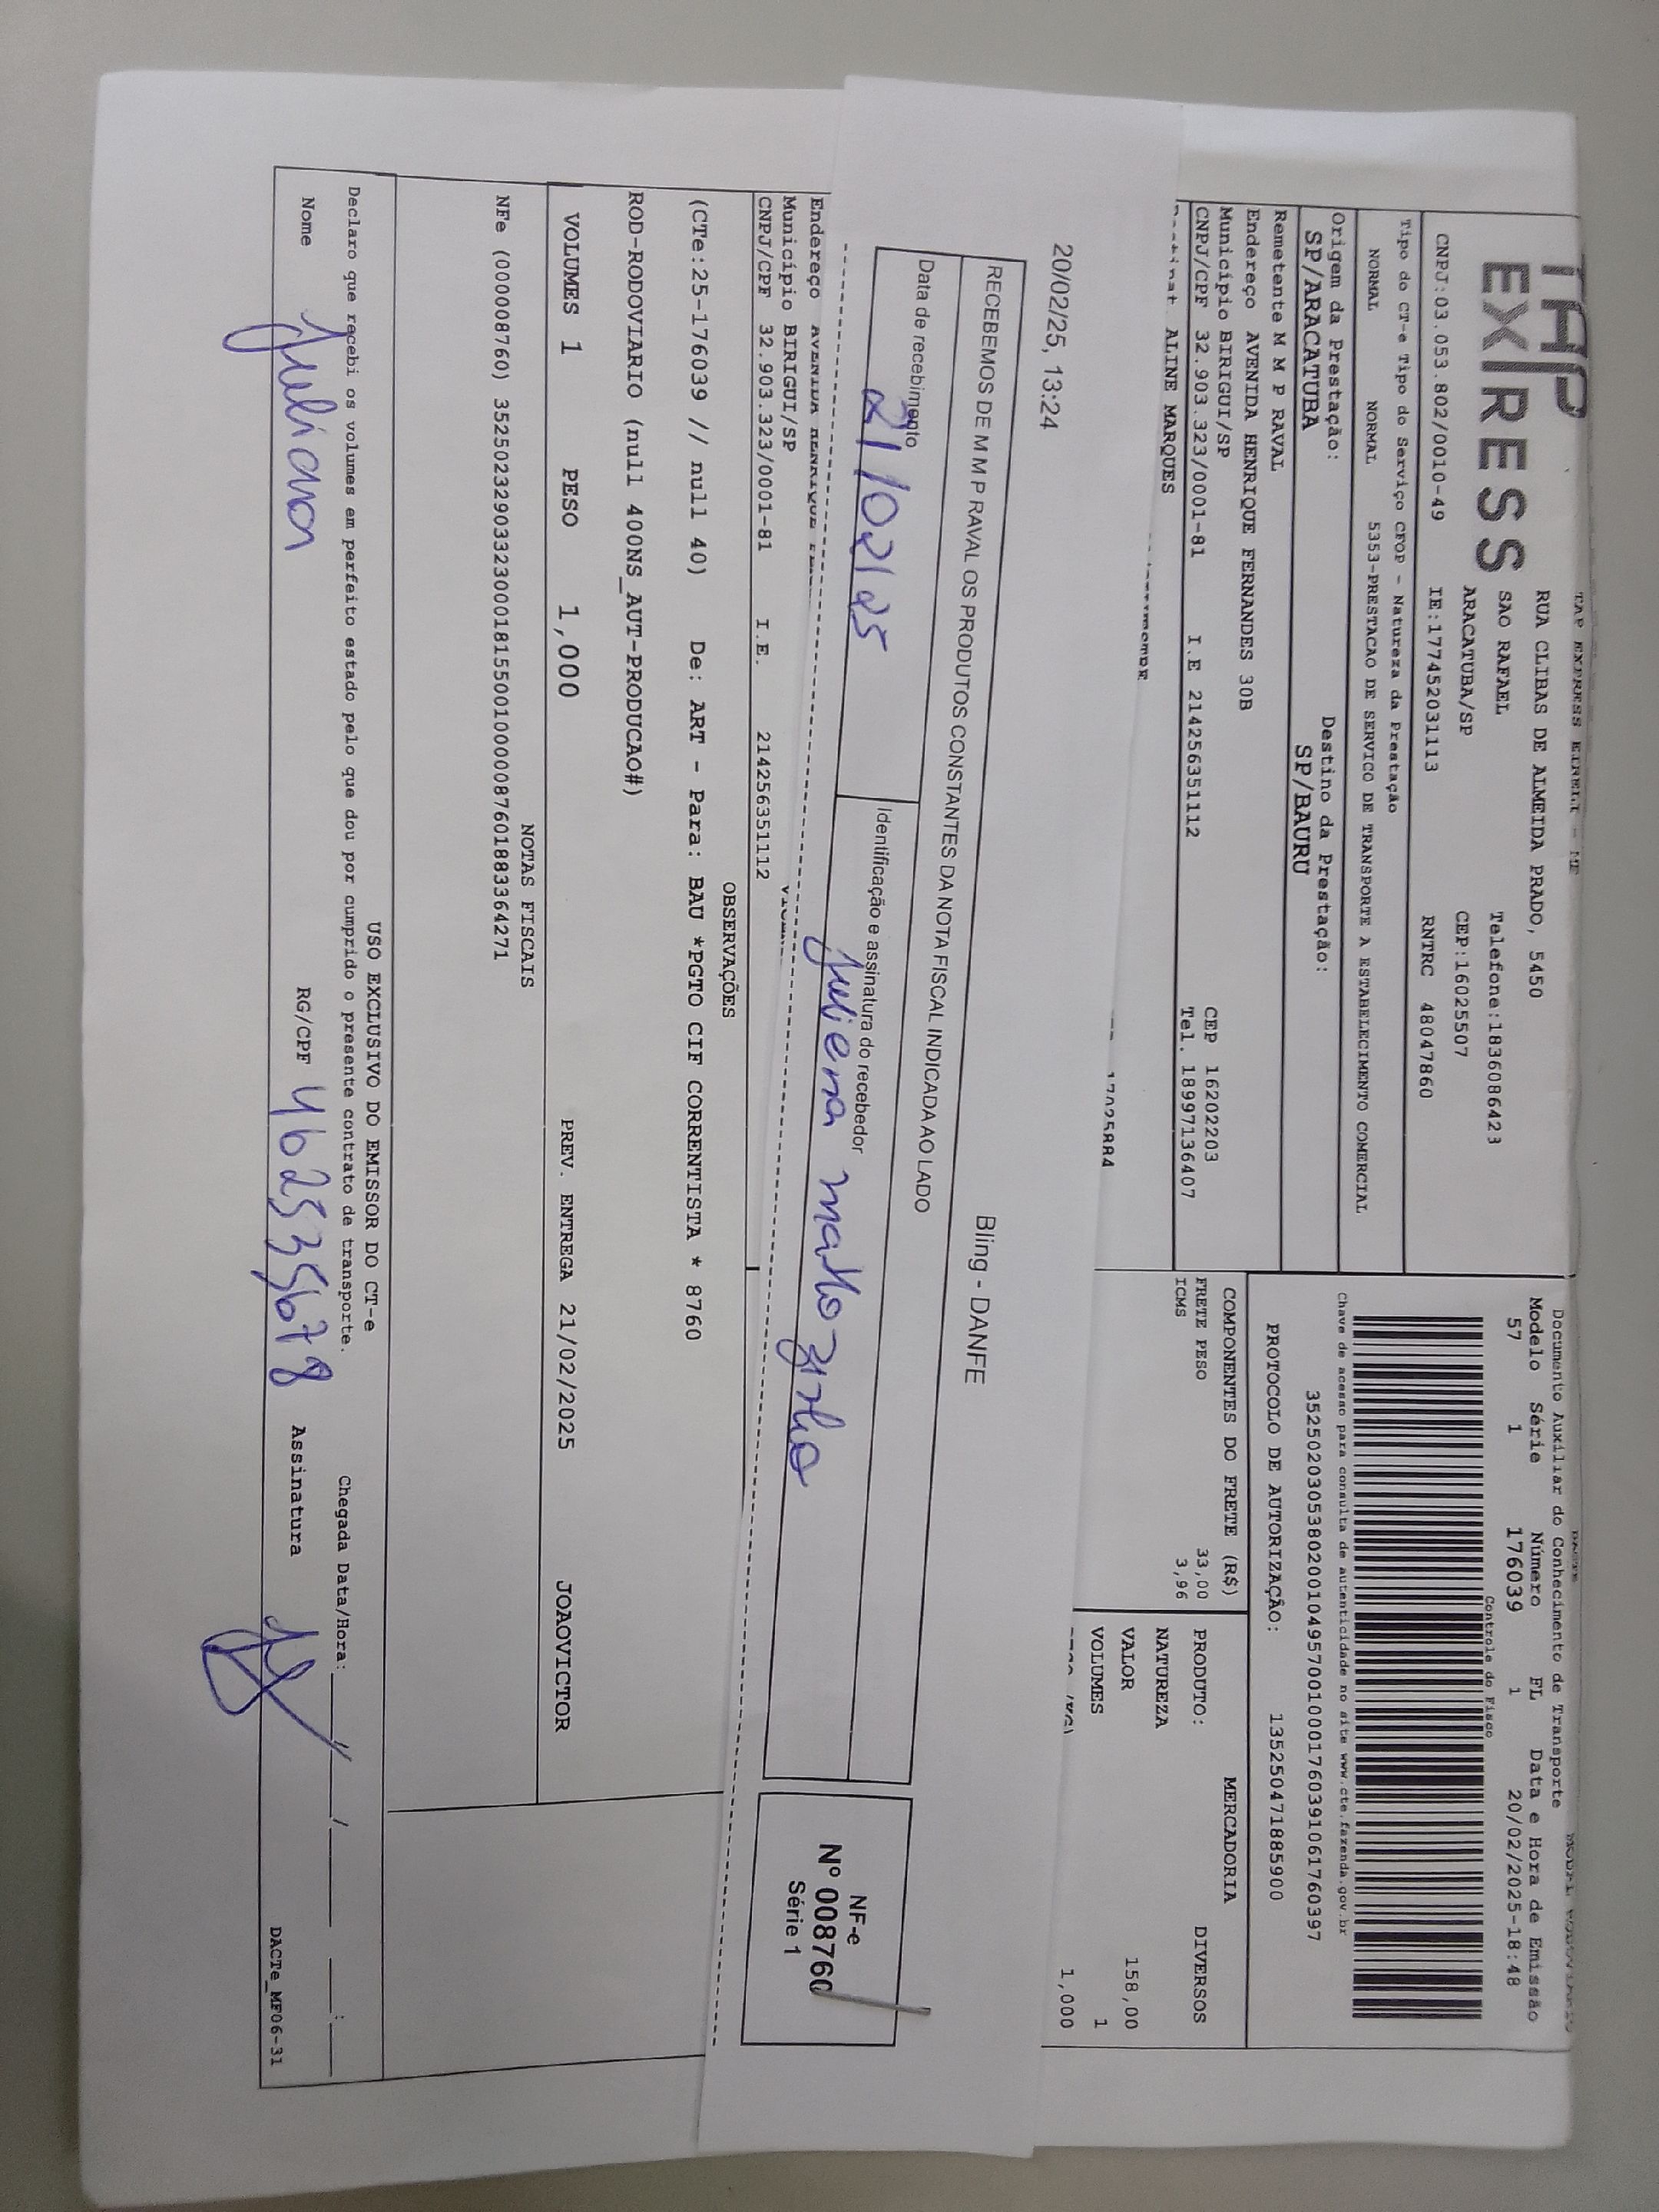 TAP EXPRESS EIRELI - ME
TAP
EXPRESS
RUA CLIBAS DE ALMEIDA PRADO, 5450
SAO RAFAEL Telefone:1836086423
ARACATUBA/SP CEP:16025507
CNPJ:03.053.802/0010-49 IE:177452031113 RNTRC 48047860
Tipo do CT-e Tipo do Serviço CFOP - Natureza da Prestação
NORMAL NORMAL 5353-PRESTACAO DE SERVICO DE TRANSPORTE A ESTABELECIMENTO COMERCIAL
Origem da Prestação: Destino da Prestação:
SP/ARACATUBA SP/BAURU
Remetente M M P RAVAL
Endereço AVENIDA HENRIQUE FERNANDES 30B
Município BIRIGUI/SP CEP 16202203
CNPJ/CPF 32.903.323/0001-81 I.E 214256351112 Tel. 18997136407
ALINE MARQUES
DACTE
Documento Auxiliar do Conhecimento de Transporte
Modelo Série Número FL Data e Hora de Emissão
57 1 176039 1 20/02/2025-18:48
Controle do Fisco
Chave de acesso para consulta de autenticidade no site www.cte.fazenda.gov.br
35250203053802001049570010001760391061760397
PROTOCOLO DE AUTORIZAÇÃO: 135250471885900
COMPONENTES DO FRETE (R$)
FRETE PESO 33,00
ICMS 3,96
MERCADORIA
PRODUTO: DIVERSOS
NATUREZA
VALOR 158,00
VOLUMES 1
1,000
20/02/25, 13:24 Bling - DANFE
RECEBEMOS DE M M P RAVAL OS PRODUTOS CONSTANTES DA NOTA FISCAL INDICADA AO LADO
Data de recebimento Identificação e assinatura do recebedor
21/02/25
NF-e
Nº 008760
Série 1
Endereço AVENIDA HENRIQUE
Município BIRIGUI/SP
CNPJ/CPF 32.903.323/0001-81 I.E. 214256351112
OBSERVAÇÕES
(CTe:25-176039 // null 40) De: ART - Para: BAU *PGTO CIF CORRENTISTA * 8760
ROD-RODOVIARIO (null 400NS_AUT-PRODUCAO#)
VOLUMES 1 PESO 1,000 PREV. ENTREGA 21/02/2025 JOAOVICTOR
NOTAS FISCAIS
NFe (000008760) 35250232903323000181550010000087601883364271
USO EXCLUSIVO DO EMISSOR DO CT-e
Declaro que recebi os volumes em perfeito estado pelo que dou por cumprido o presente contrato de transporte. Chegada Data/Hora: ____/____/____ ___:___
Nome Juliana RG/CPF 462535678 Assinatura
DACTe_MF06-31